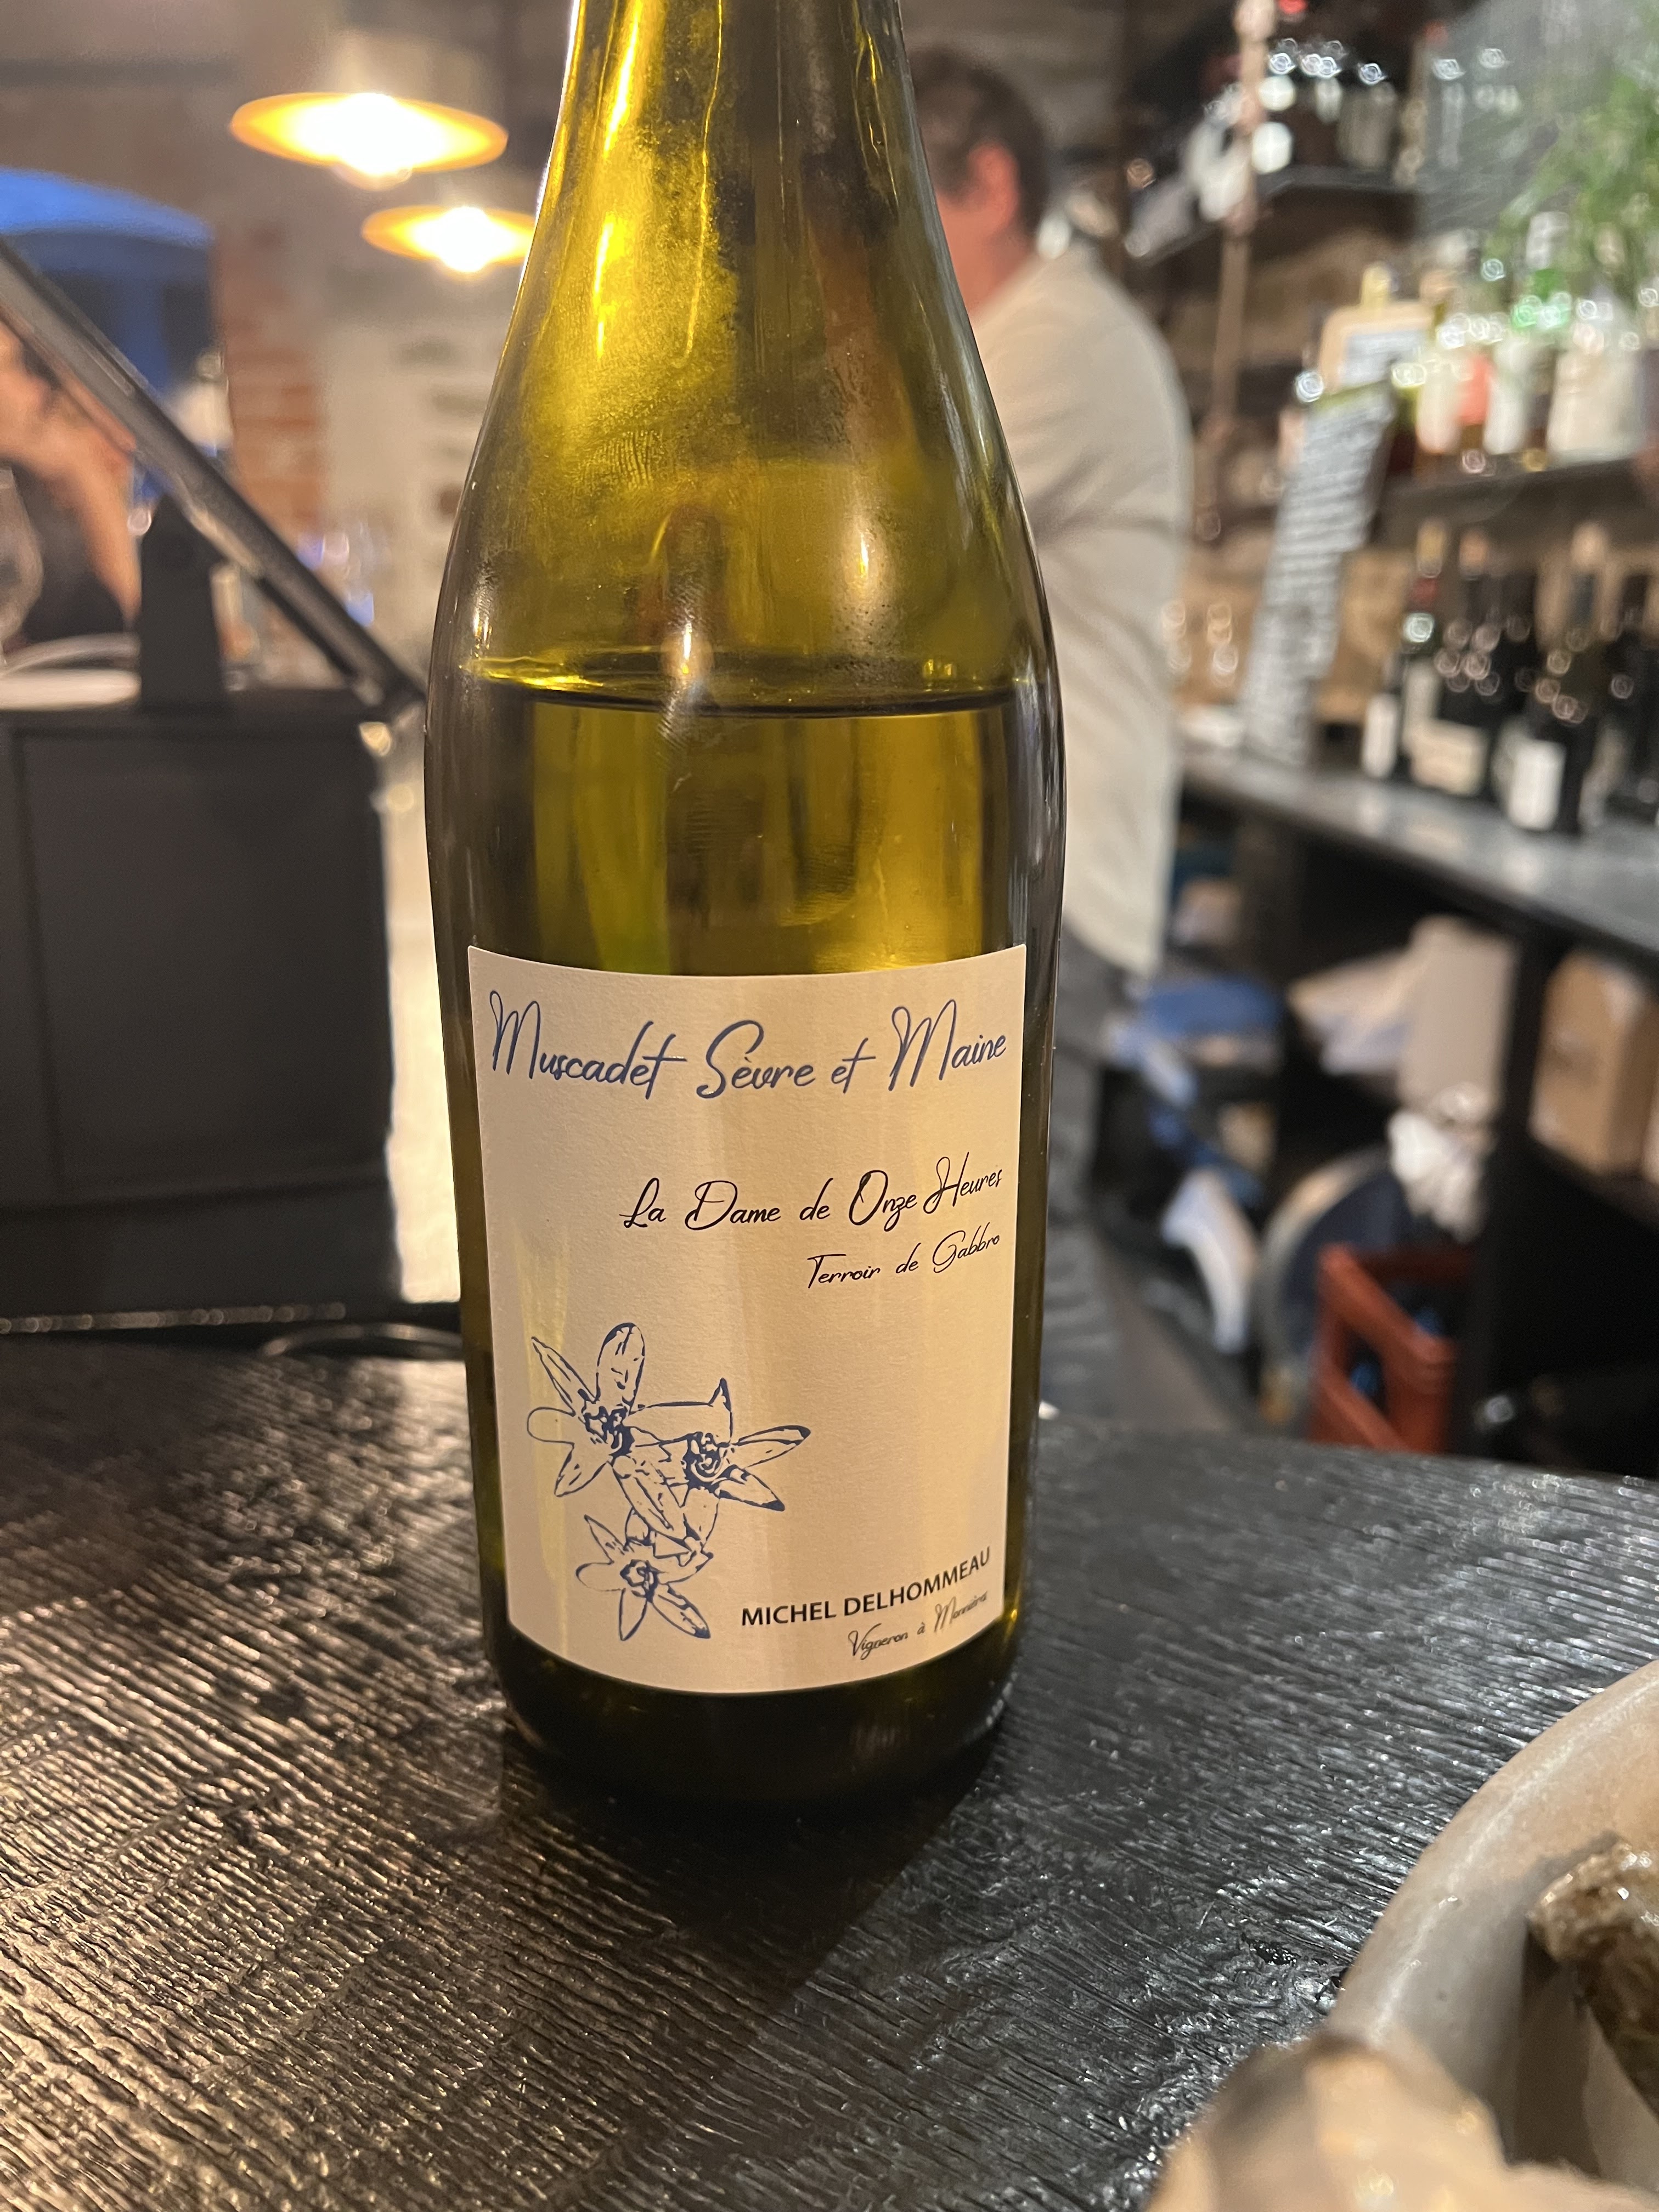 Muscadet Sèvre et Maine
La Dame de Onze Heures
Terroir de Gabbro
MICHEL DELHOMMEAU
Vigneron à Monnières